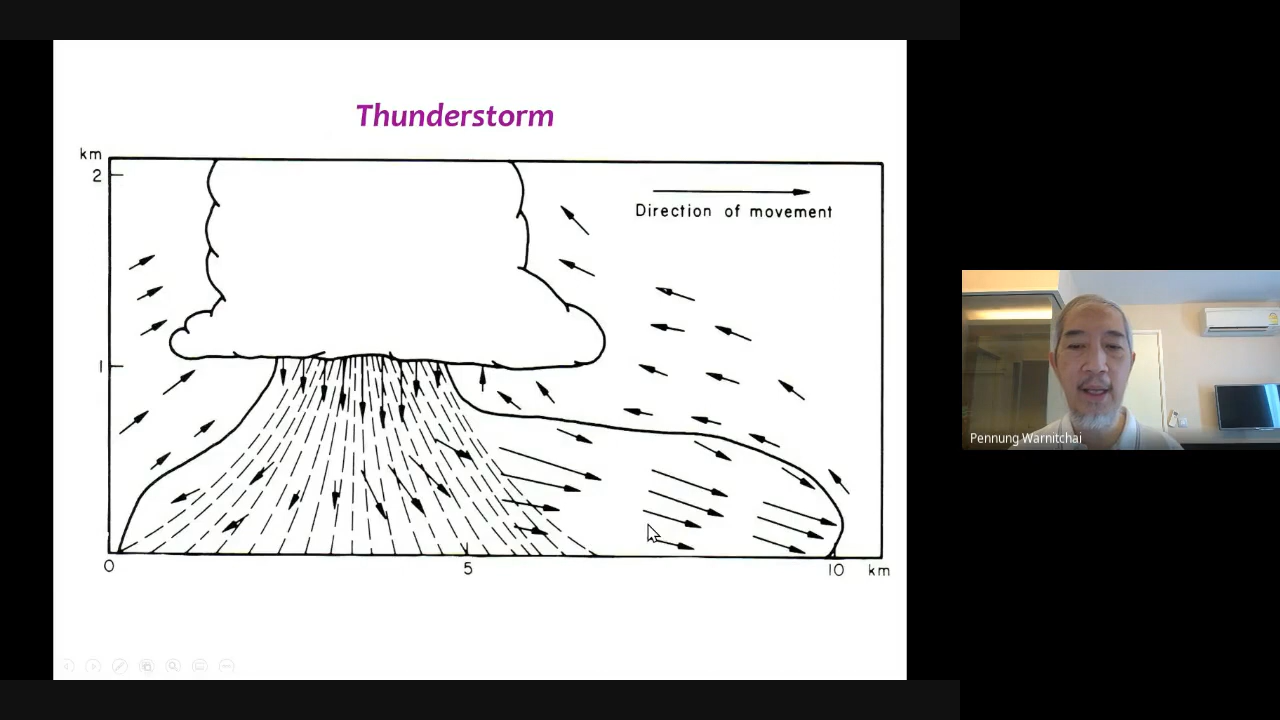 Thunderstorm
km
2
Direction of movement
1
0
5
10 km
Pennung Warnitchai